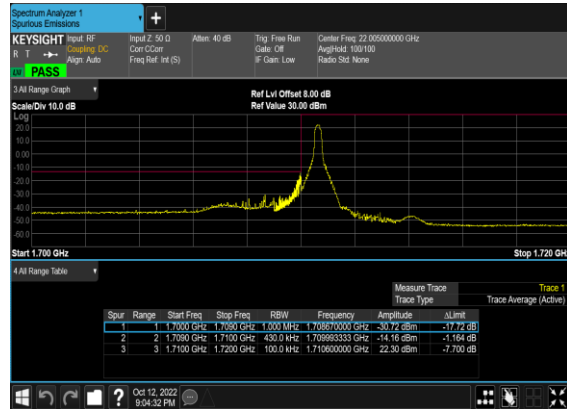 Spectrum Analyzer 1
Spurious Emissions
KEYSIGHT Input: RF Input Z: 50 Ω Atten: 40 dB Trig: Free Run Center Freq: 22.005000000 GHz
R T Coupling: DC Corr CCorr Gate: Off Avg|Hold: 100/100
Align: Auto Freq Ref: Int (S) IF Gain: Low Radio Std: None
PASS
3 All Range Graph
Ref Lvl Offset 8.00 dB
Scale/Div 10.0 dB Ref Value 30.00 dBm
Log
20.0
10.0
0.00
-10.0
-20.0
-30.0
-40.0
-50.0
-60.0
Start 1.700 GHz Stop 1.720 GHz
4 All Range Table
Measure Trace Trace 1
Trace Type Trace Average (Active)
Spur Range Start Freq Stop Freq RBW Frequency Amplitude ΔLimit
1 1 1.7000 GHz 1.7090 GHz 1.000 MHz 1.708670000 GHz -30.72 dBm -17.72 dB
2 2 1.7090 GHz 1.7100 GHz 430.0 kHz 1.709993333 GHz -14.16 dBm -1.164 dB
3 3 1.7100 GHz 1.7200 GHz 100.0 kHz 1.710600000 GHz 22.30 dBm -7.700 dB
?
Oct 12, 2022
9:04:32 PM